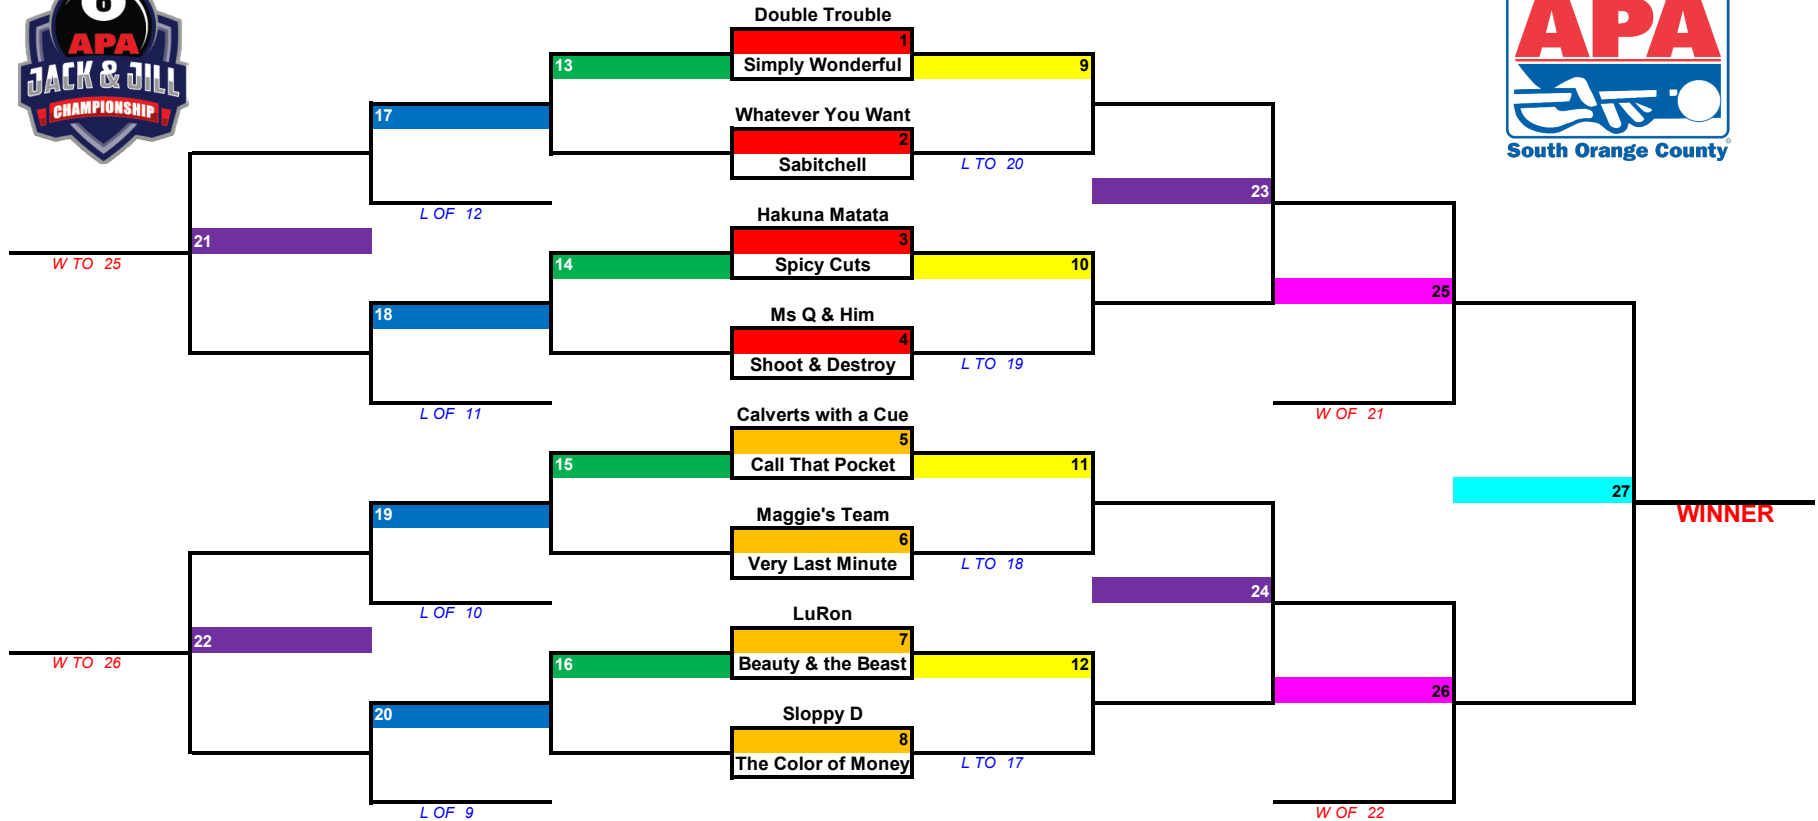 8
APA
JACK & JILL
CHAMPIONSHIP
APA
South Orange County
Double Trouble
1
13
Simply Wonderful
9
17
Whatever You Want
2
Sabitchell
L TO 20
23
L OF 12
Hakuna Matata
3
21
W TO 25
14
Spicy Cuts
10
25
18
Ms Q & Him
4
Shoot & Destroy
L TO 19
L OF 11
Calverts with a Cue
W OF 21
5
15
Call That Pocket
11
27
19
Maggie's Team
WINNER
6
Very Last Minute
L TO 18
24
L OF 10
LuRon
22
7
W TO 26
16
Beauty & the Beast
12
26
20
Sloppy D
8
The Color of Money
L TO 17
L OF 9
W OF 22